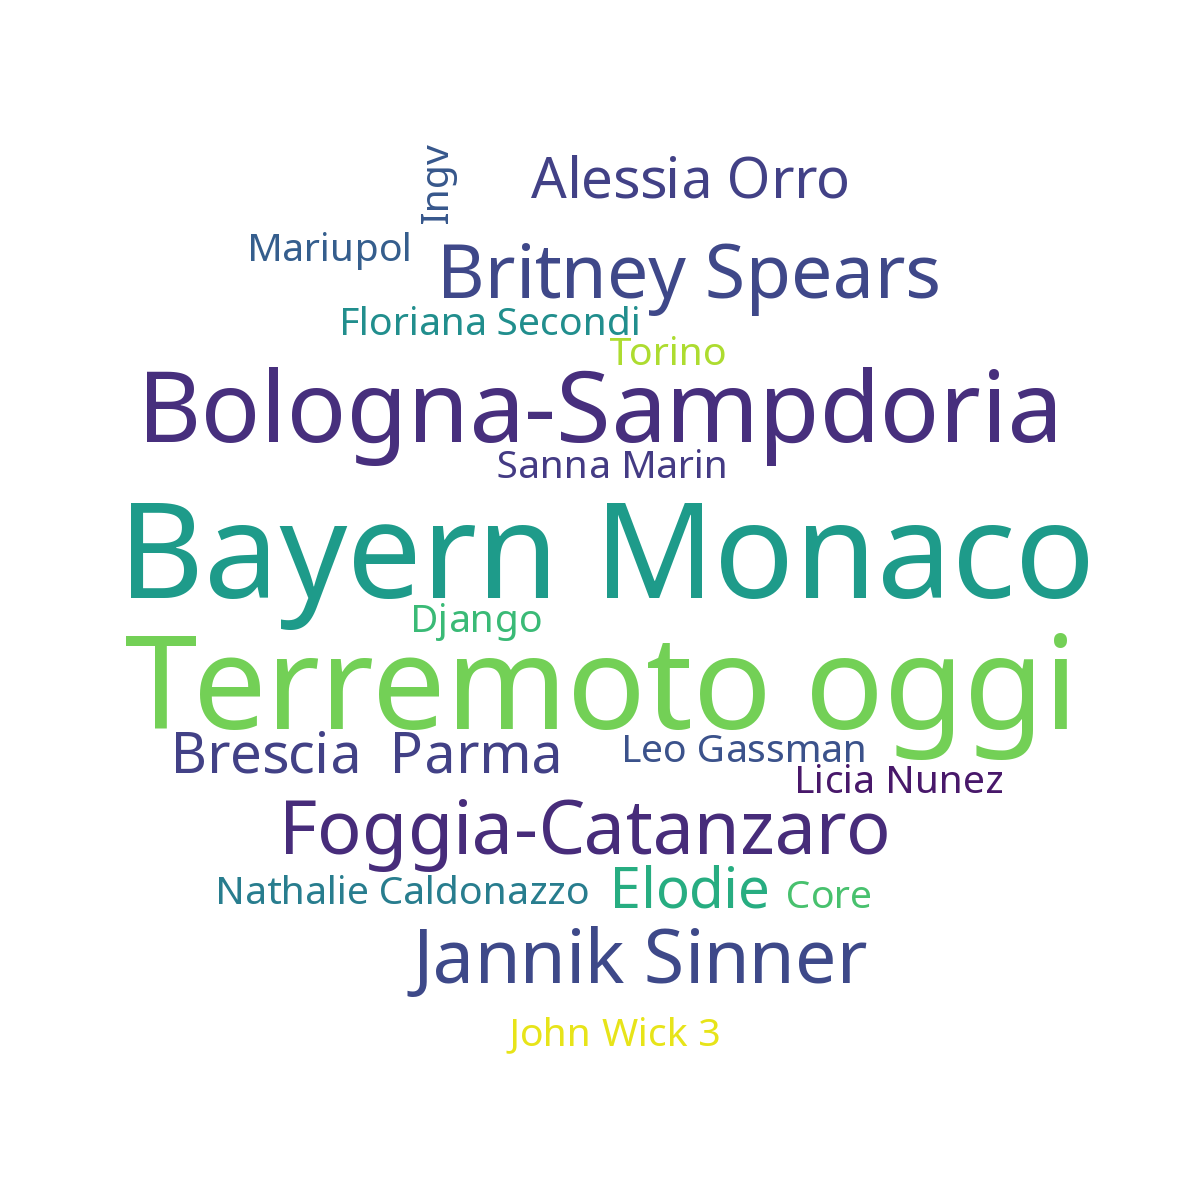 Ingv
Alessia Orro
Mariupol
Britney Spears
Floriana Secondi
Torino
Bologna-Sampdoria
Sanna Marin
Bayern Monaco
Django
Terremoto oggi
Brescia
Parma
Leo Gassman
Licia Nunez
Foggia-Catanzaro
Nathalie Caldonazzo
Elodie
Core
Jannik Sinner
John Wick 3